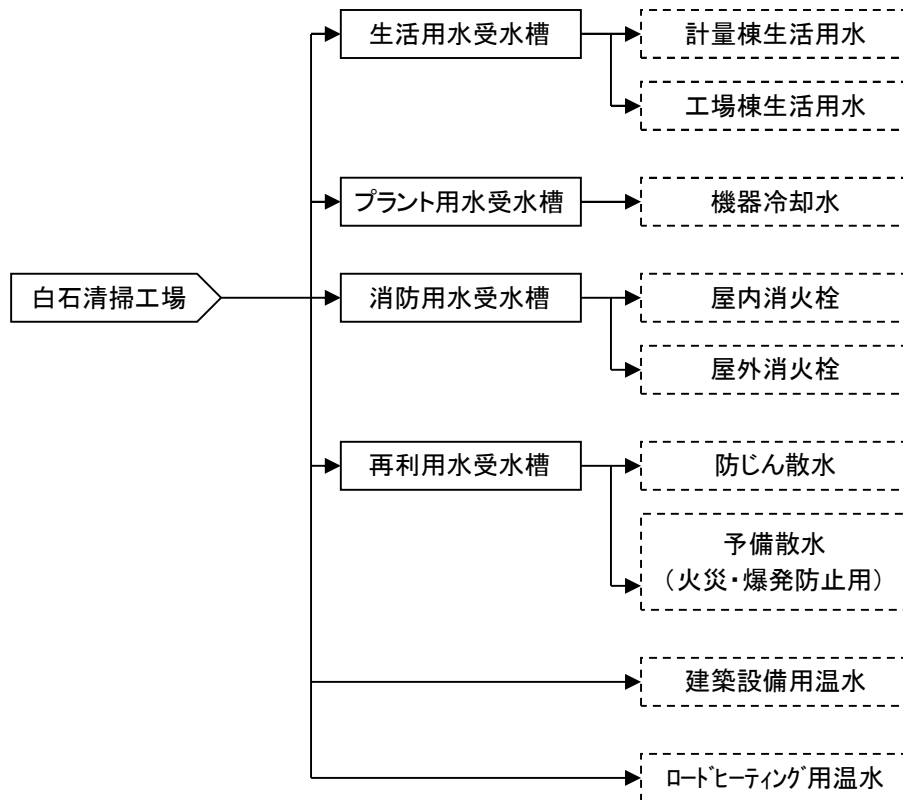 生活用水受水槽
計量棟生活用水
工場棟生活用水
プラント用水受水槽
機器冷却水
白石清掃工場
消防用水受水槽
屋内消火栓
屋外消火栓
再利用水受水槽
防じん散水
予備散水
（火災・爆発防止用）
建築設備用温水
ﾛｰﾄﾞﾋｰﾃｨﾝｸﾞ用温水